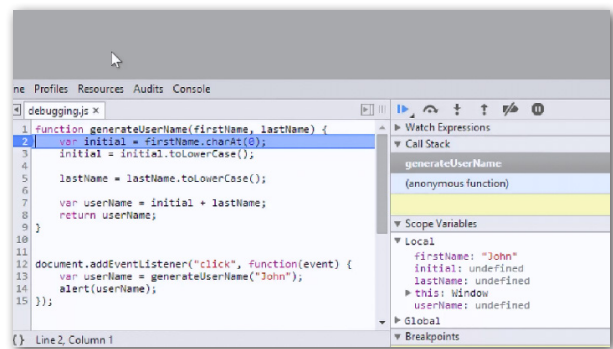 ne Profiles Resources Audits Console
debugging.js ×
1 function generateUserName(firstName, lastName) {
2 var initial = firstName.charAt(0);
3 initial = initial.toLowerCase();
4
5 lastName = lastName.toLowerCase();
6
7 var userName = initial + lastName;
8 return userName;
9 }
10
11
12 document.addEventListener("click", function(event) {
13 var userName = generateUserName("John");
14 alert(userName);
15 });
{} Line 2, Column 1
Watch Expressions
Call Stack
generateUserName
(anonymous function)
Scope Variables
Local
firstName: "John"
initial: undefined
lastName: undefined
this: Window
userName: undefined
Global
Breakpoints